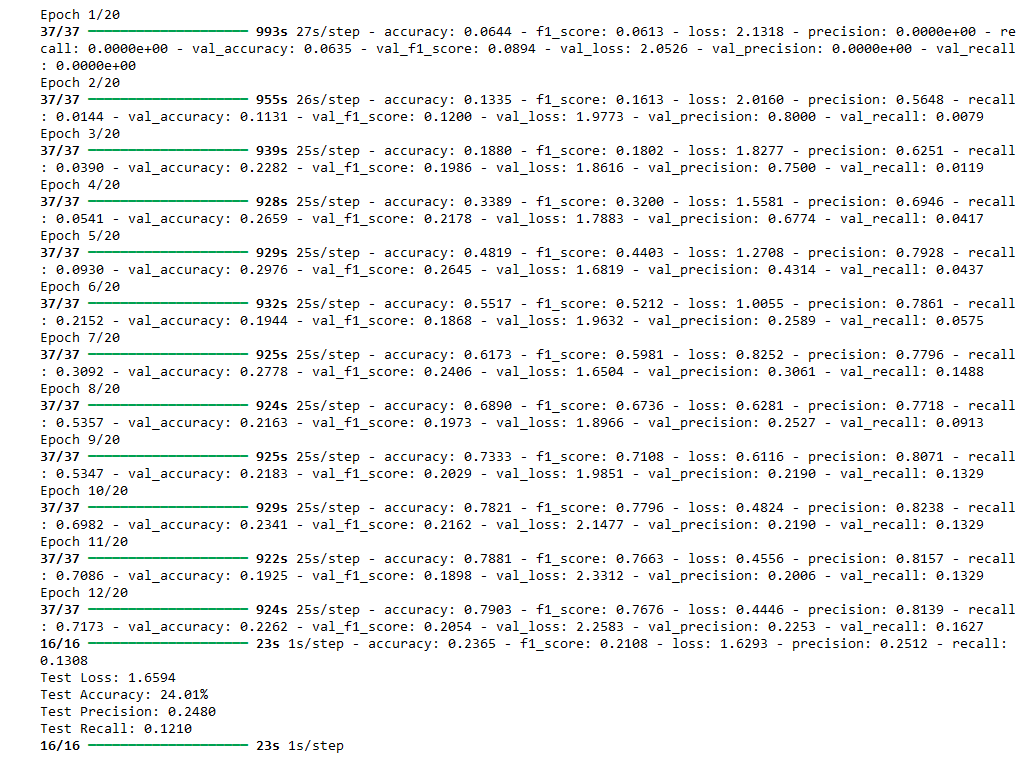 Epoch 1/20
37/37 ━━━━━━━━━━━━━━━━━━━━ 993s 27s/step - accuracy: 0.0644 - f1_score: 0.0613 - loss: 2.1318 - precision: 0.0000e+00 - re
call: 0.0000e+00 - val_accuracy: 0.0635 - val_f1_score: 0.0894 - val_loss: 2.0526 - val_precision: 0.0000e+00 - val_recall
: 0.0000e+00
Epoch 2/20
37/37 ━━━━━━━━━━━━━━━━━━━━ 955s 26s/step - accuracy: 0.1335 - f1_score: 0.1613 - loss: 2.0160 - precision: 0.5648 - recall
: 0.0144 - val_accuracy: 0.1131 - val_f1_score: 0.1200 - val_loss: 1.9773 - val_precision: 0.8000 - val_recall: 0.0079
Epoch 3/20
37/37 ━━━━━━━━━━━━━━━━━━━━ 939s 25s/step - accuracy: 0.1880 - f1_score: 0.1802 - loss: 1.8277 - precision: 0.6251 - recall
: 0.0390 - val_accuracy: 0.2282 - val_f1_score: 0.1986 - val_loss: 1.8616 - val_precision: 0.7500 - val_recall: 0.0119
Epoch 4/20
37/37 ━━━━━━━━━━━━━━━━━━━━ 928s 25s/step - accuracy: 0.3389 - f1_score: 0.3200 - loss: 1.5581 - precision: 0.6946 - recall
: 0.0541 - val_accuracy: 0.2659 - val_f1_score: 0.2178 - val_loss: 1.7883 - val_precision: 0.6774 - val_recall: 0.0417
Epoch 5/20
37/37 ━━━━━━━━━━━━━━━━━━━━ 929s 25s/step - accuracy: 0.4819 - f1_score: 0.4403 - loss: 1.2708 - precision: 0.7928 - recall
: 0.0930 - val_accuracy: 0.2976 - val_f1_score: 0.2645 - val_loss: 1.6819 - val_precision: 0.4314 - val_recall: 0.0437
Epoch 6/20
37/37 ━━━━━━━━━━━━━━━━━━━━ 932s 25s/step - accuracy: 0.5517 - f1_score: 0.5212 - loss: 1.0055 - precision: 0.7861 - recall
: 0.2152 - val_accuracy: 0.1944 - val_f1_score: 0.1868 - val_loss: 1.9632 - val_precision: 0.2589 - val_recall: 0.0575
Epoch 7/20
37/37 ━━━━━━━━━━━━━━━━━━━━ 925s 25s/step - accuracy: 0.6173 - f1_score: 0.5981 - loss: 0.8252 - precision: 0.7796 - recall
: 0.3092 - val_accuracy: 0.2778 - val_f1_score: 0.2406 - val_loss: 1.6504 - val_precision: 0.3061 - val_recall: 0.1488
Epoch 8/20
37/37 ━━━━━━━━━━━━━━━━━━━━ 924s 25s/step - accuracy: 0.6890 - f1_score: 0.6736 - loss: 0.6281 - precision: 0.7718 - recall
: 0.5357 - val_accuracy: 0.2163 - val_f1_score: 0.1973 - val_loss: 1.8966 - val_precision: 0.2527 - val_recall: 0.0913
Epoch 9/20
37/37 ━━━━━━━━━━━━━━━━━━━━ 925s 25s/step - accuracy: 0.7333 - f1_score: 0.7108 - loss: 0.6116 - precision: 0.8071 - recall
: 0.5347 - val_accuracy: 0.2183 - val_f1_score: 0.2029 - val_loss: 1.9851 - val_precision: 0.2190 - val_recall: 0.1329
Epoch 10/20
37/37 ━━━━━━━━━━━━━━━━━━━━ 929s 25s/step - accuracy: 0.7821 - f1_score: 0.7796 - loss: 0.4824 - precision: 0.8238 - recall
: 0.6982 - val_accuracy: 0.2341 - val_f1_score: 0.2162 - val_loss: 2.1477 - val_precision: 0.2190 - val_recall: 0.1329
Epoch 11/20
37/37 ━━━━━━━━━━━━━━━━━━━━ 922s 25s/step - accuracy: 0.7881 - f1_score: 0.7663 - loss: 0.4556 - precision: 0.8157 - recall
: 0.7086 - val_accuracy: 0.1925 - val_f1_score: 0.1898 - val_loss: 2.3312 - val_precision: 0.2006 - val_recall: 0.1329
Epoch 12/20
37/37 ━━━━━━━━━━━━━━━━━━━━ 924s 25s/step - accuracy: 0.7903 - f1_score: 0.7676 - loss: 0.4446 - precision: 0.8139 - recall
: 0.7173 - val_accuracy: 0.2262 - val_f1_score: 0.2054 - val_loss: 2.2583 - val_precision: 0.2253 - val_recall: 0.1627
16/16 ━━━━━━━━━━━━━━━━━━━━ 23s 1s/step - accuracy: 0.2365 - f1_score: 0.2108 - loss: 1.6293 - precision: 0.2512 - recall:
0.1308
Test Loss: 1.6594
Test Accuracy: 24.01%
Test Precision: 0.2480
Test Recall: 0.1210
16/16 ━━━━━━━━━━━━━━━━━━━━ 23s 1s/step